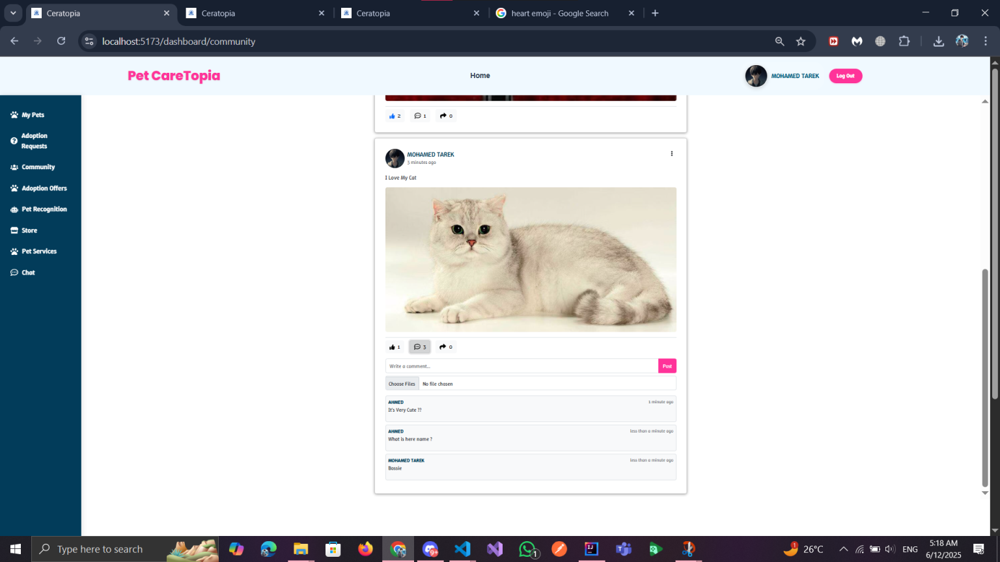 Ceratopia
Ceratopia
Ceratopia
heart emoji - Google Search
localhost:5173/dashboard/community
Pet CareTopia
Home
MOHAMED TAREK
Log Out
My Pets
Adoption
Requests
Community
Adoption Offers
Pet Recognition
Store
Pet Services
Chat
2
1
0
MOHAMED TAREK
3 minutes ago
I Love My Cat
1
3
0
Write a comment...
Post
Choose Files
No file chosen
AHMED
1 minute ago
It's Very Cute ??
AHMED
less than a minute ago
What is here name ?
MOHAMED TAREK
less than a minute ago
Bossie
Type here to search
9+
1
1
26°C
ENG
5:18 AM
6/12/2025